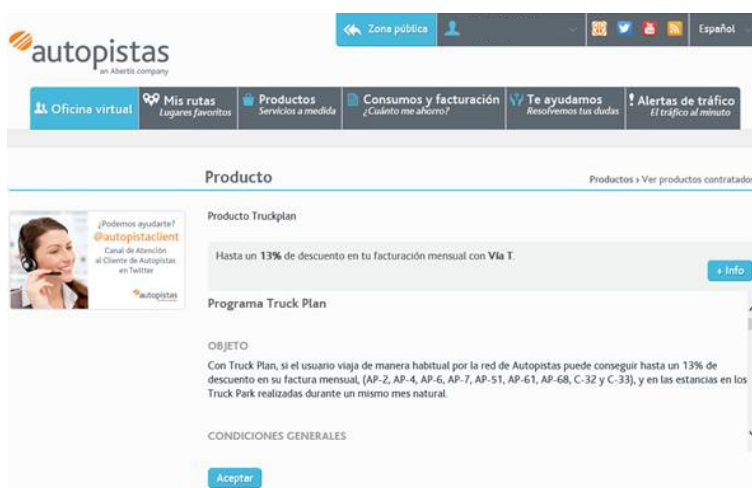 Zona pública
Español
autopistas
an Abertis company
Oficina virtual
Mis rutas
Lugares favoritos
Productos
Servicios a medida
Consumos y facturación
¿Cuánto me ahorro?
Te ayudamos
Resolvemos tus dudas
Alertas de tráfico
El tráfico al minuto
Producto
Productos › Ver productos contratados
¿Podemos ayudarte?
@autopistaclient
Canal de Atención
al Cliente de Autopistas
en Twitter
autopistas
Producto Truckplan
Hasta un 13% de descuento en tu facturación mensual con Vía T.
+ Info
Programa Truck Plan
OBJETO
Con Truck Plan, si el usuario viaja de manera habitual por la red de Autopistas puede conseguir hasta un 13% de
descuento en su factura mensual, (AP-2, AP-4, AP-6, AP-7, AP-51, AP-61, AP-68, C-32 y C-33), y en las estancias en los
Truck Park realizadas durante un mismo mes natural.
CONDICIONES GENERALES
Aceptar